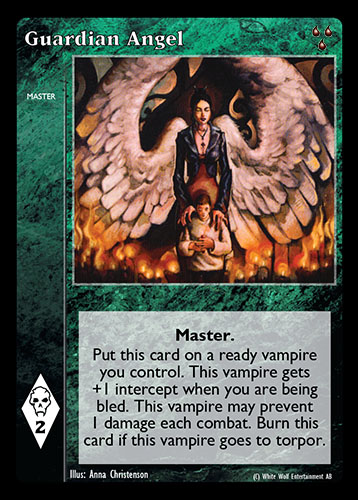 Guardian Angel
MASTER
Master.
Put this card on a ready vampire
you control. This vampire gets
+1 intercept when you are being
bled. This vampire may prevent
1 damage each combat. Burn this
card if this vampire goes to torpor.
2
Illus: Anna Christenson (C) White Wolf Entertainment AB